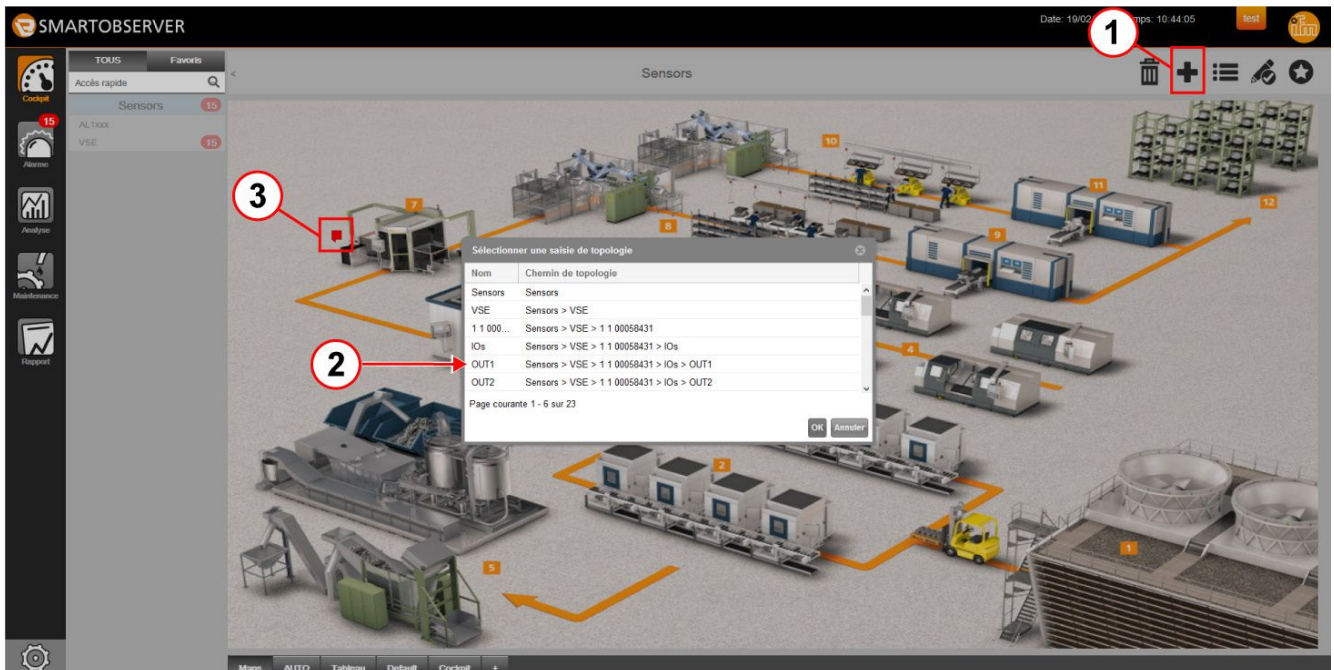 SMARTOBSERVER
Date: 19/02
mps: 10:44:05
test
ifm
1
TOUS
Favoris
Accès rapide
<
Sensors
Sensors
15
AL1xxx
VSE
15
Cockpit
15
Alarme
Analyse
Maintenance
Rapport
10
11
12
7
8
9
3
Sélectionner une saisie de topologie
Nom
Chemin de topologie
Sensors
Sensors
VSE
Sensors > VSE
1 1 000...
Sensors > VSE > 1 1 00058431
IOs
Sensors > VSE > 1 1 00058431 > IOs
OUT1
Sensors > VSE > 1 1 00058431 > IOs > OUT1
OUT2
Sensors > VSE > 1 1 00058431 > IOs > OUT2
Page courante 1 - 6 sur 23
OK
Annuler
2
4
2
1
5
Maps
AUTO
Tableau
Default
Cockpit
+